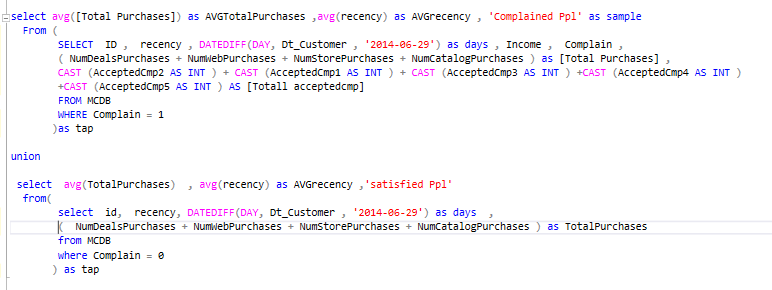 select avg([Total Purchases]) as AVGTotalPurchases ,avg(recency) as AVGrecency , 'Complained Ppl' as sample
From (
SELECT ID , recency , DATEDIFF(DAY, Dt_Customer , '2014-06-29') as days , Income , Complain ,
( NumDealsPurchases + NumWebPurchases + NumStorePurchases + NumCatalogPurchases ) as [Total Purchases] ,
CAST (AcceptedCmp2 AS INT ) + CAST (AcceptedCmp1 AS INT ) + CAST (AcceptedCmp3 AS INT ) +CAST (AcceptedCmp4 AS INT )
+CAST (AcceptedCmp5 AS INT ) AS [Totall acceptedcmp]
FROM MCDB
WHERE Complain = 1
)as tap
union
select avg(TotalPurchases) , avg(recency) as AVGrecency ,'satisfied Ppl'
from(
select id, recency, DATEDIFF(DAY, Dt_Customer , '2014-06-29') as days ,
( NumDealsPurchases + NumWebPurchases + NumStorePurchases + NumCatalogPurchases ) as TotalPurchases
from MCDB
where Complain = 0
) as tap